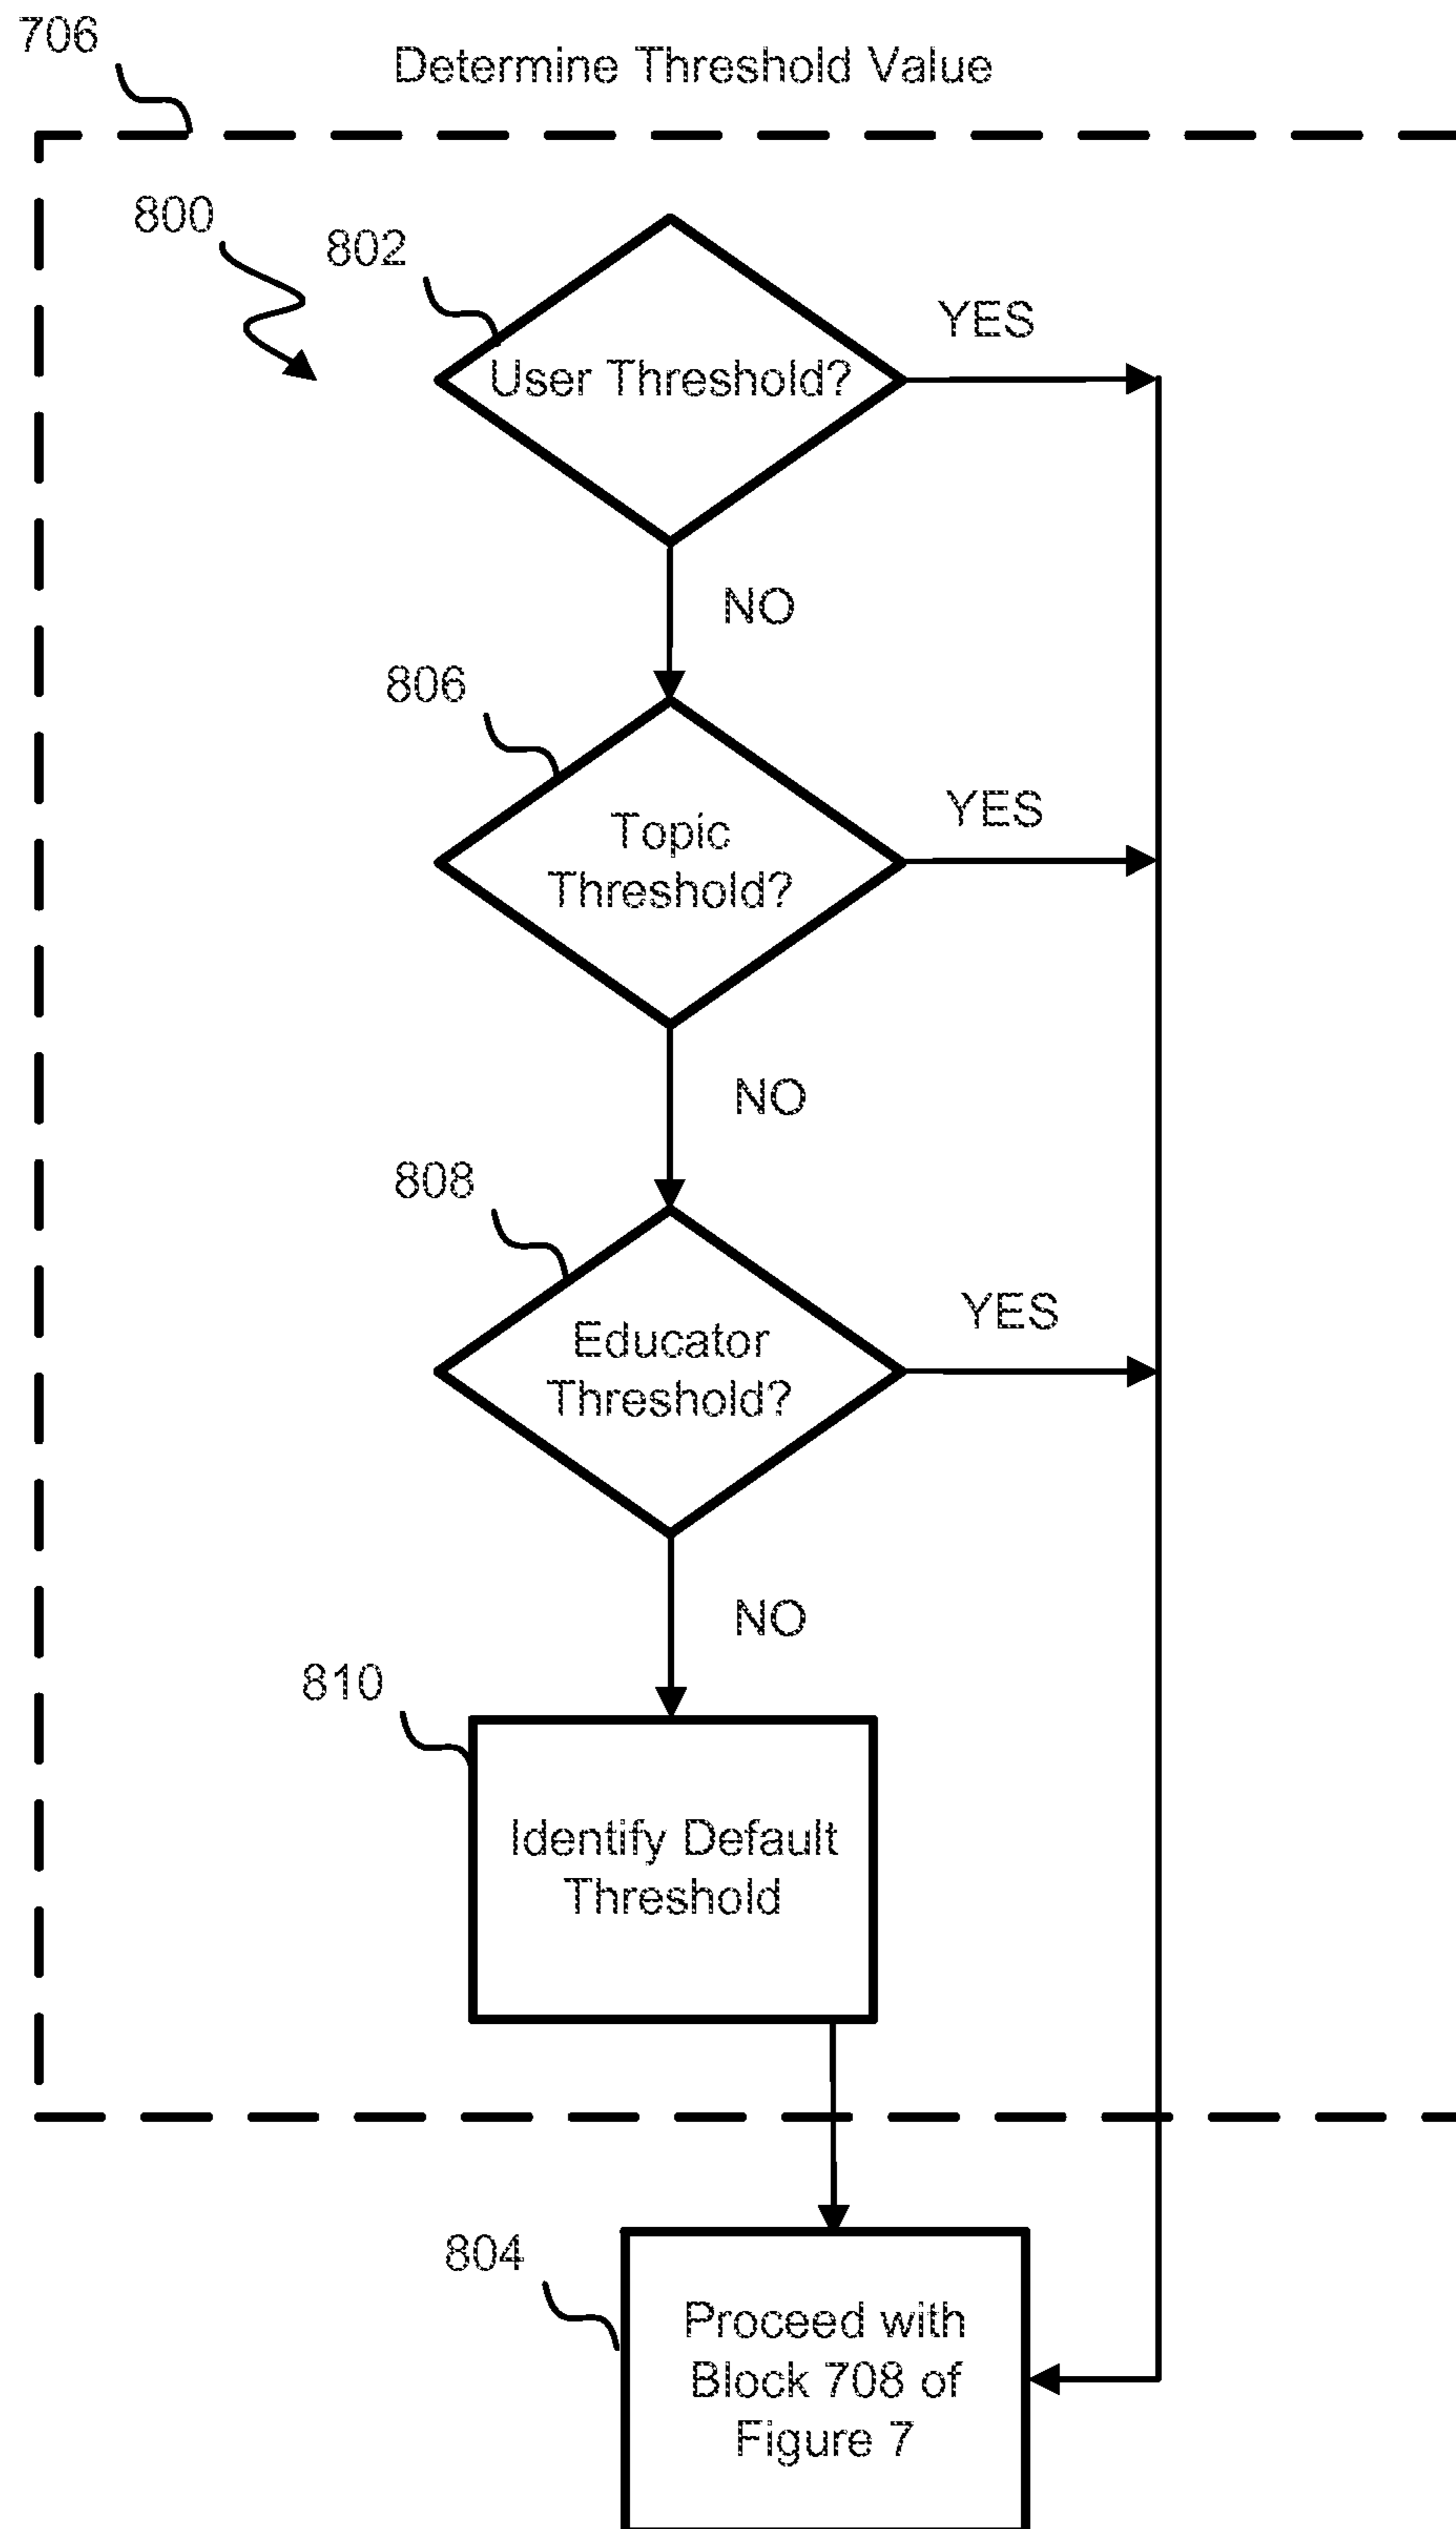 706
Determine Threshold Value
800
802
YES
User Threshold?
NO
806
YES
Topic
Threshold?
NO
808
YES
Educator
Threshold?
NO
810
Identify Default
Threshold
804
Proceed with
Block 708 of
Figure 7